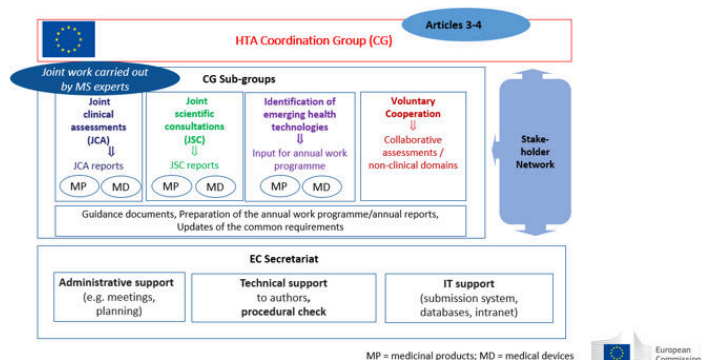 Articles 3-4
HTA Coordination Group (CG)
Joint work carried out
by MS experts
CG Sub-groups
Joint
clinical
assessments
(JCA)
⇓
JCA reports
MP
MD
Joint
scientific
consultations
(JSC)
⇓
JSC reports
MP
MD
Identification of
emerging health
technologies
⇓
Input for annual work
programme
MP
MD
Voluntary
Cooperation
⇓
Collaborative
assessments /
non-clinical domains
Stake-
holder
Network
Guidance documents, Preparation of the annual work programme/annual reports,
Updates of the common requirements
EC Secretariat
Administrative support
(e.g. meetings,
planning)
Technical support
to authors,
procedural check
IT support
(submission system,
databases, intranet)
MP = medicinal products; MD = medical devices
European
Commission